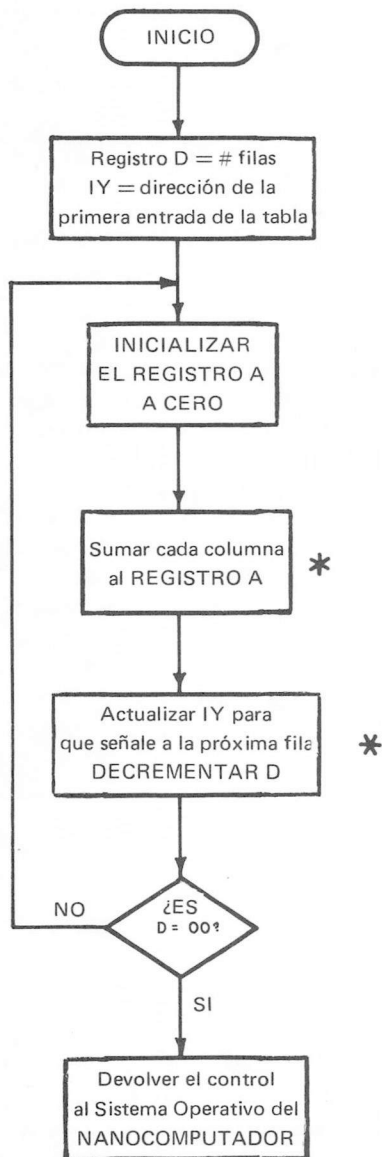 INICIO
Registro D = # filas
IY = dirección de la
primera entrada de la tabla
INICIALIZAR
EL REGISTRO A
A CERO
Sumar cada columna
al REGISTRO A
*
Actualizar IY para
que señale a la próxima fila
DECREMENTAR D
*
¿ES
D = 00?
NO
SI
Devolver el control
al Sistema Operativo del
NANOCOMPUTADOR